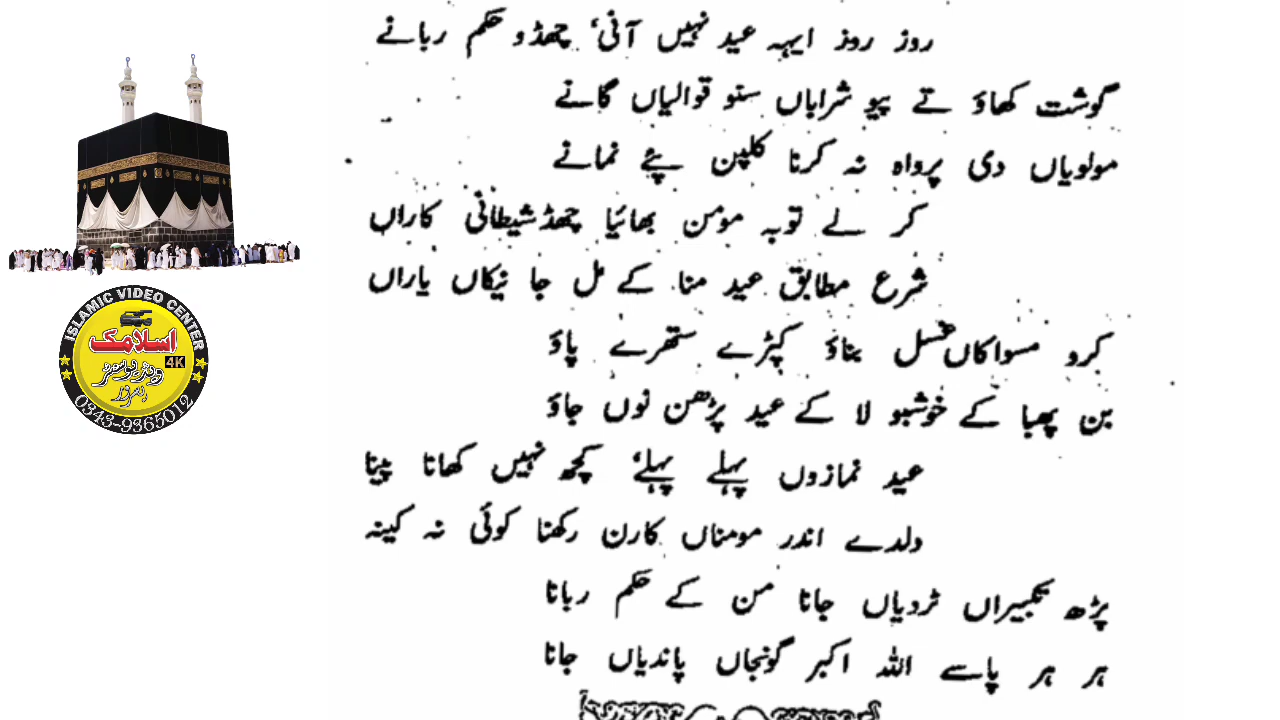 روز روز ایہہ عید نہیں آنی، چھڈو حکم ربانے
گوشت کھاؤ تے پیو شراباں سنو قوالیاں گانے
مولویاں دی پرواہ نہ کرنا کلپن پئے نمانے
کر لے توبہ مومن بھائیا چھڈ شیطانی کاراں
شرع مطابق عید منا کے مل جا نیکاں یاراں
کرو مسواکاں غسل بناؤ کپڑے ستھرے پاؤ
بن پھبا کے خوشبو لا کے عید پڑھن نوں جاؤ
عید نمازوں پہلے پہلے، کچھ نہیں کھانا پینا
دلدے اندر مومناں کارن رکھنا کوئی نہ کینہ
پڑھ تکبیراں ٹردیاں جانا من کے حکم ربانا
ہر ہر پاسے اللہ اکبر گونجاں پاندیاں جانا
ISLAMIC VIDEO CENTER
اسلامک
4K
ویڈیو سنٹر
پسرور
0343-9365012